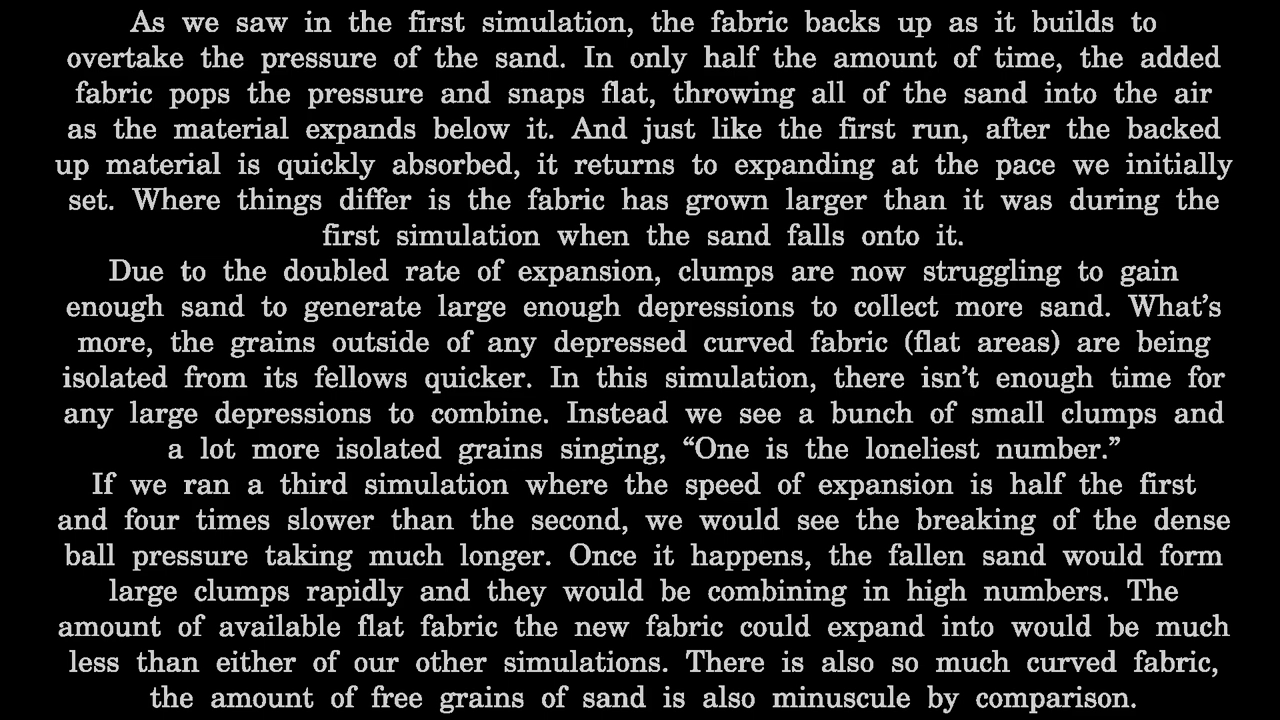 As we saw in the first simulation, the fabric backs up as it builds to
overtake the pressure of the sand. In only half the amount of time, the added
fabric pops the pressure and snaps flat, throwing all of the sand into the air
as the material expands below it. And just like the first run, after the backed
up material is quickly absorbed, it returns to expanding at the pace we initially
set. Where things differ is the fabric has grown larger than it was during the
first simulation when the sand falls onto it.
Due to the doubled rate of expansion, clumps are now struggling to gain
enough sand to generate large enough depressions to collect more sand. What’s
more, the grains outside of any depressed curved fabric (flat areas) are being
isolated from its fellows quicker. In this simulation, there isn’t enough time for
any large depressions to combine. Instead we see a bunch of small clumps and
a lot more isolated grains singing, “One is the loneliest number.”
If we ran a third simulation where the speed of expansion is half the first
and four times slower than the second, we would see the breaking of the dense
ball pressure taking much longer. Once it happens, the fallen sand would form
large clumps rapidly and they would be combining in high numbers. The
amount of available flat fabric the new fabric could expand into would be much
less than either of our other simulations. There is also so much curved fabric,
the amount of free grains of sand is also minuscule by comparison.